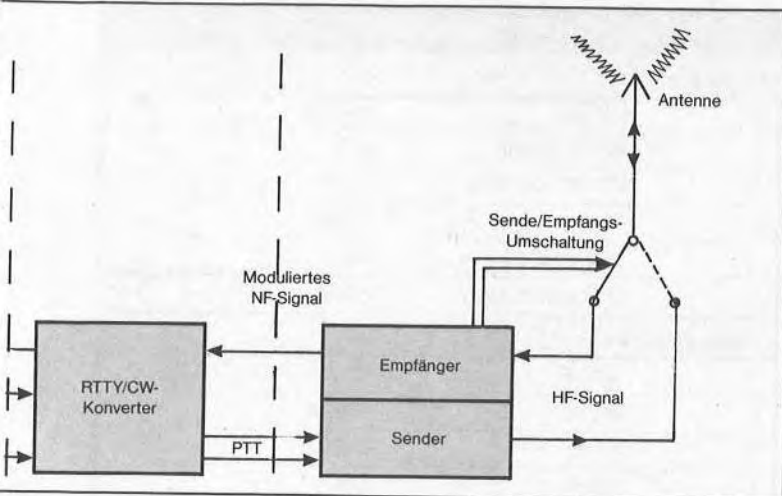 Antenne
Sende/Empfangs-
Umschaltung
Moduliertes
NF-Signal
Empfänger
RTTY/CW-
Konverter
HF-Signal
Sender
PTT